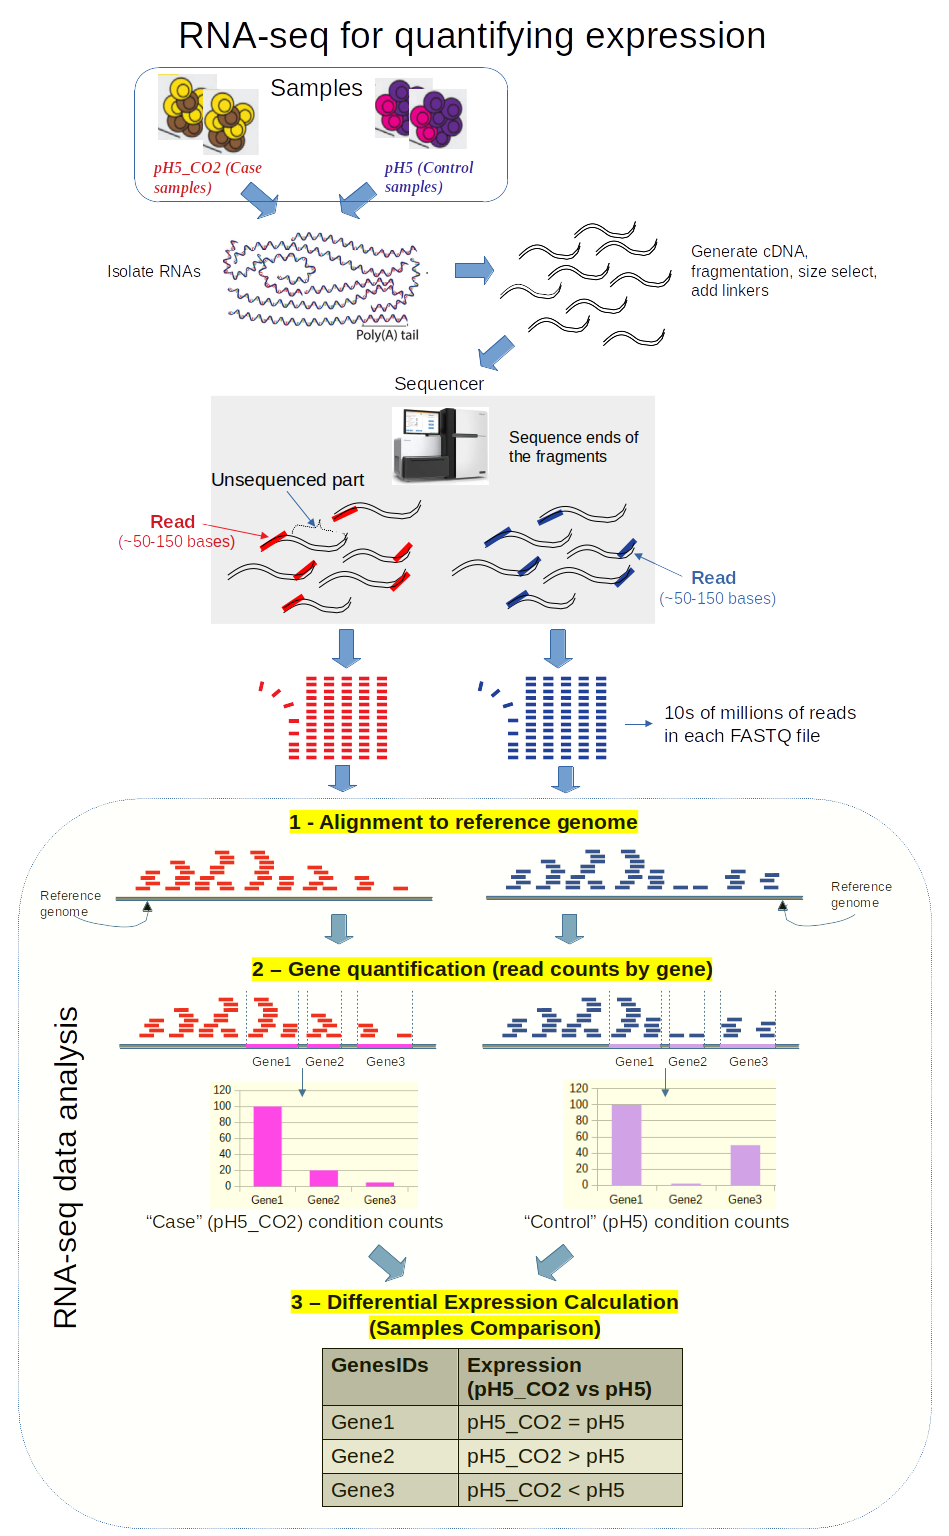 RNA-seq for quantifying expression
Samples
pH5_CO2 (Case
samples)
pH5 (Control
samples)
Isolate RNAs
Poly(A) tail
Generate cDNA,
fragmentation, size select,
add linkers
Sequencer
Sequence ends of
the fragments
Unsequenced part
Read
(~50-150 bases)
Read
(~50-150 bases)
10s of millions of reads
in each FASTQ file
RNA-seq data analysis
1 - Alignment to reference genome
Reference
genome
Reference
genome
2 – Gene quantification (read counts by gene)
Gene1 Gene2 Gene3
Gene1 Gene2 Gene3
120
100
80
60
40
20
0
Gene1 Gene2 Gene3
120
100
80
60
40
20
0
Gene1 Gene2 Gene3
“Case” (pH5_CO2) condition counts
“Control” (pH5) condition counts
3 – Differential Expression Calculation
(Samples Comparison)
GenesIDs Expression
(pH5_CO2 vs pH5)
Gene1 pH5_CO2 = pH5
Gene2 pH5_CO2 > pH5
Gene3 pH5_CO2 < pH5